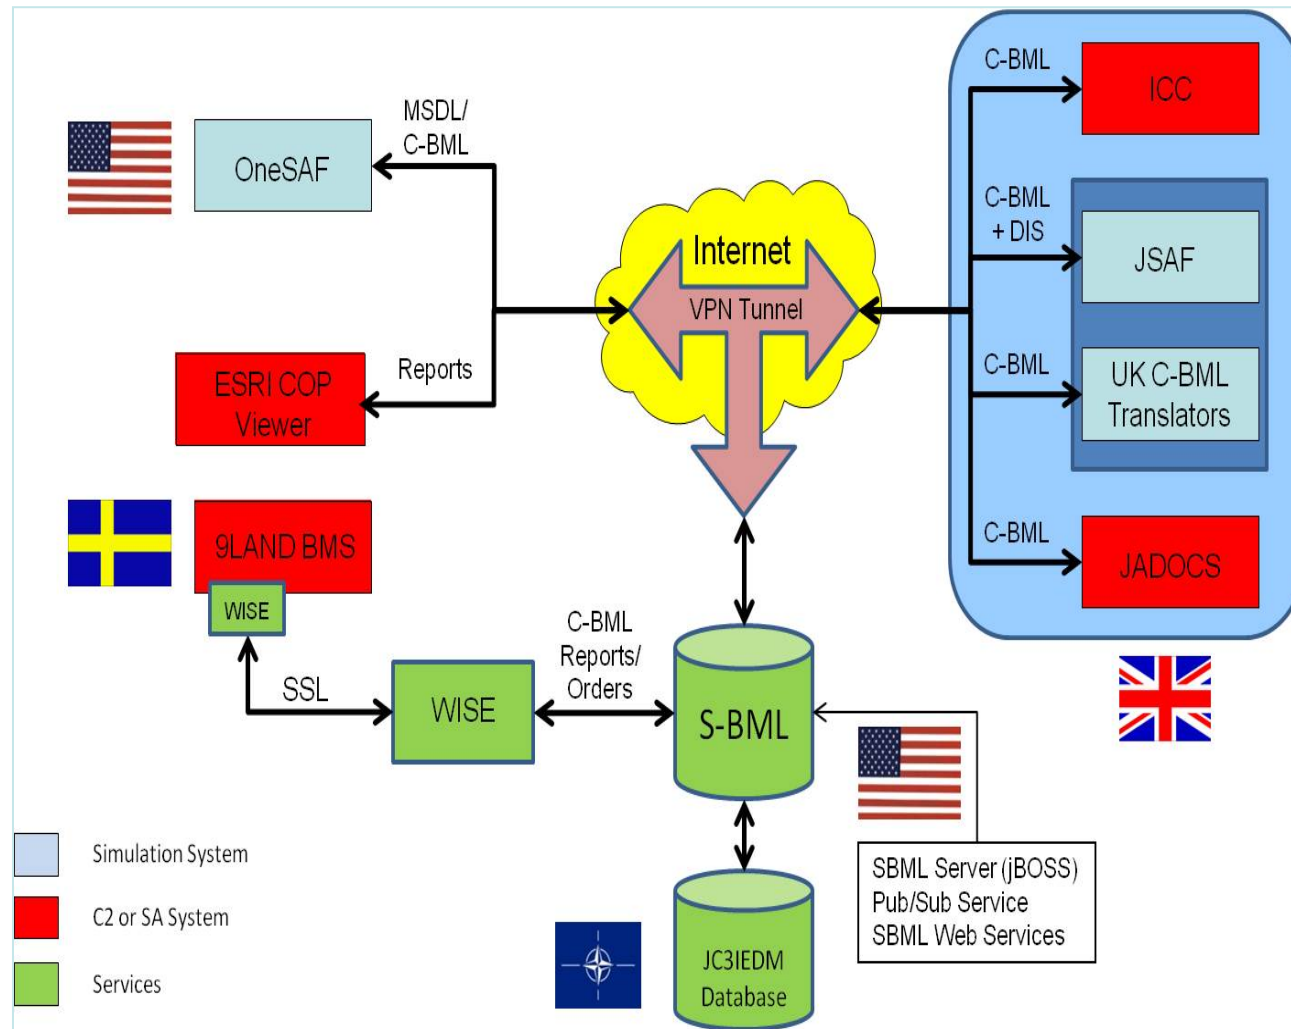 MSDL/
C-BML
OneSAF
Reports
ESRI COP
Viewer
Internet
VPN Tunnel
C-BML
ICC
C-BML
+ DIS
JSAF
C-BML
UK C-BML
Translators
C-BML
JADOCS
9LAND BMS
WISE
SSL
WISE
C-BML
Reports/
Orders
S-BML
SBML Server (jBOSS)
Pub/Sub Service
SBML Web Services
JC3IEDM
Database
Simulation System
C2 or SA System
Services